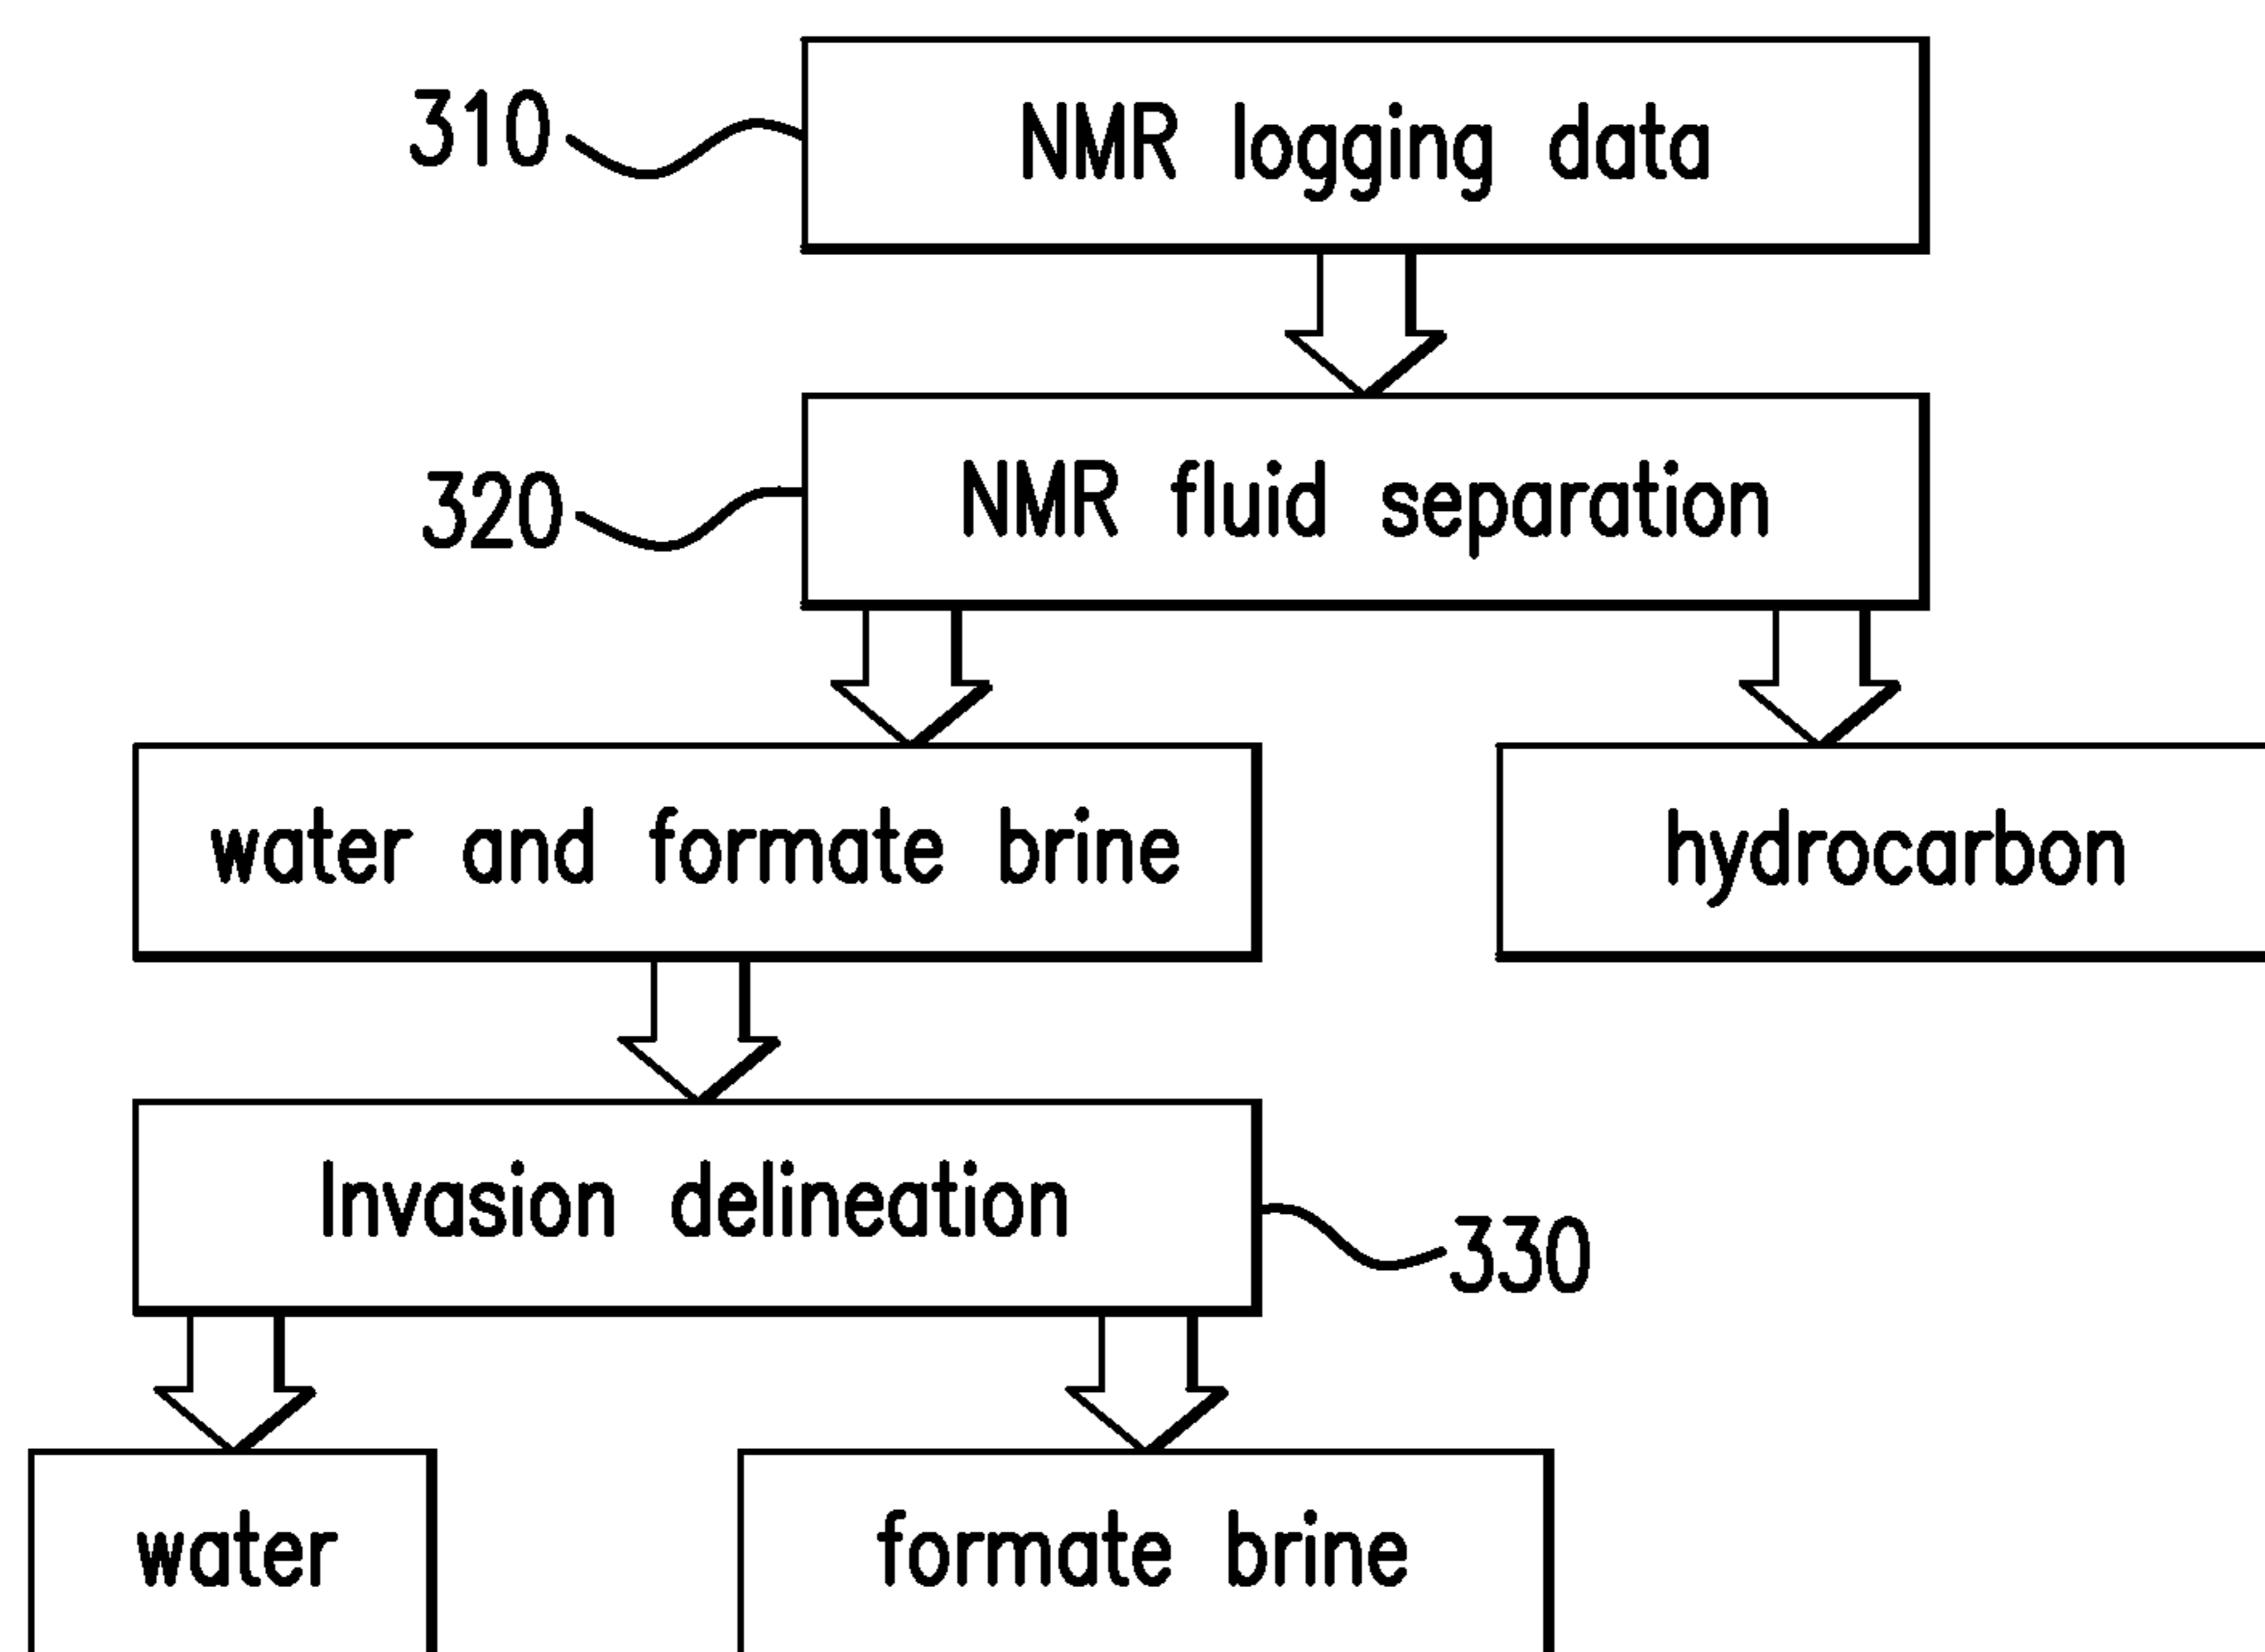 310
NMR logging data
320
NMR fluid separation
water and formate brine
hydrocarbon
Invasion delineation
330
water
formate brine